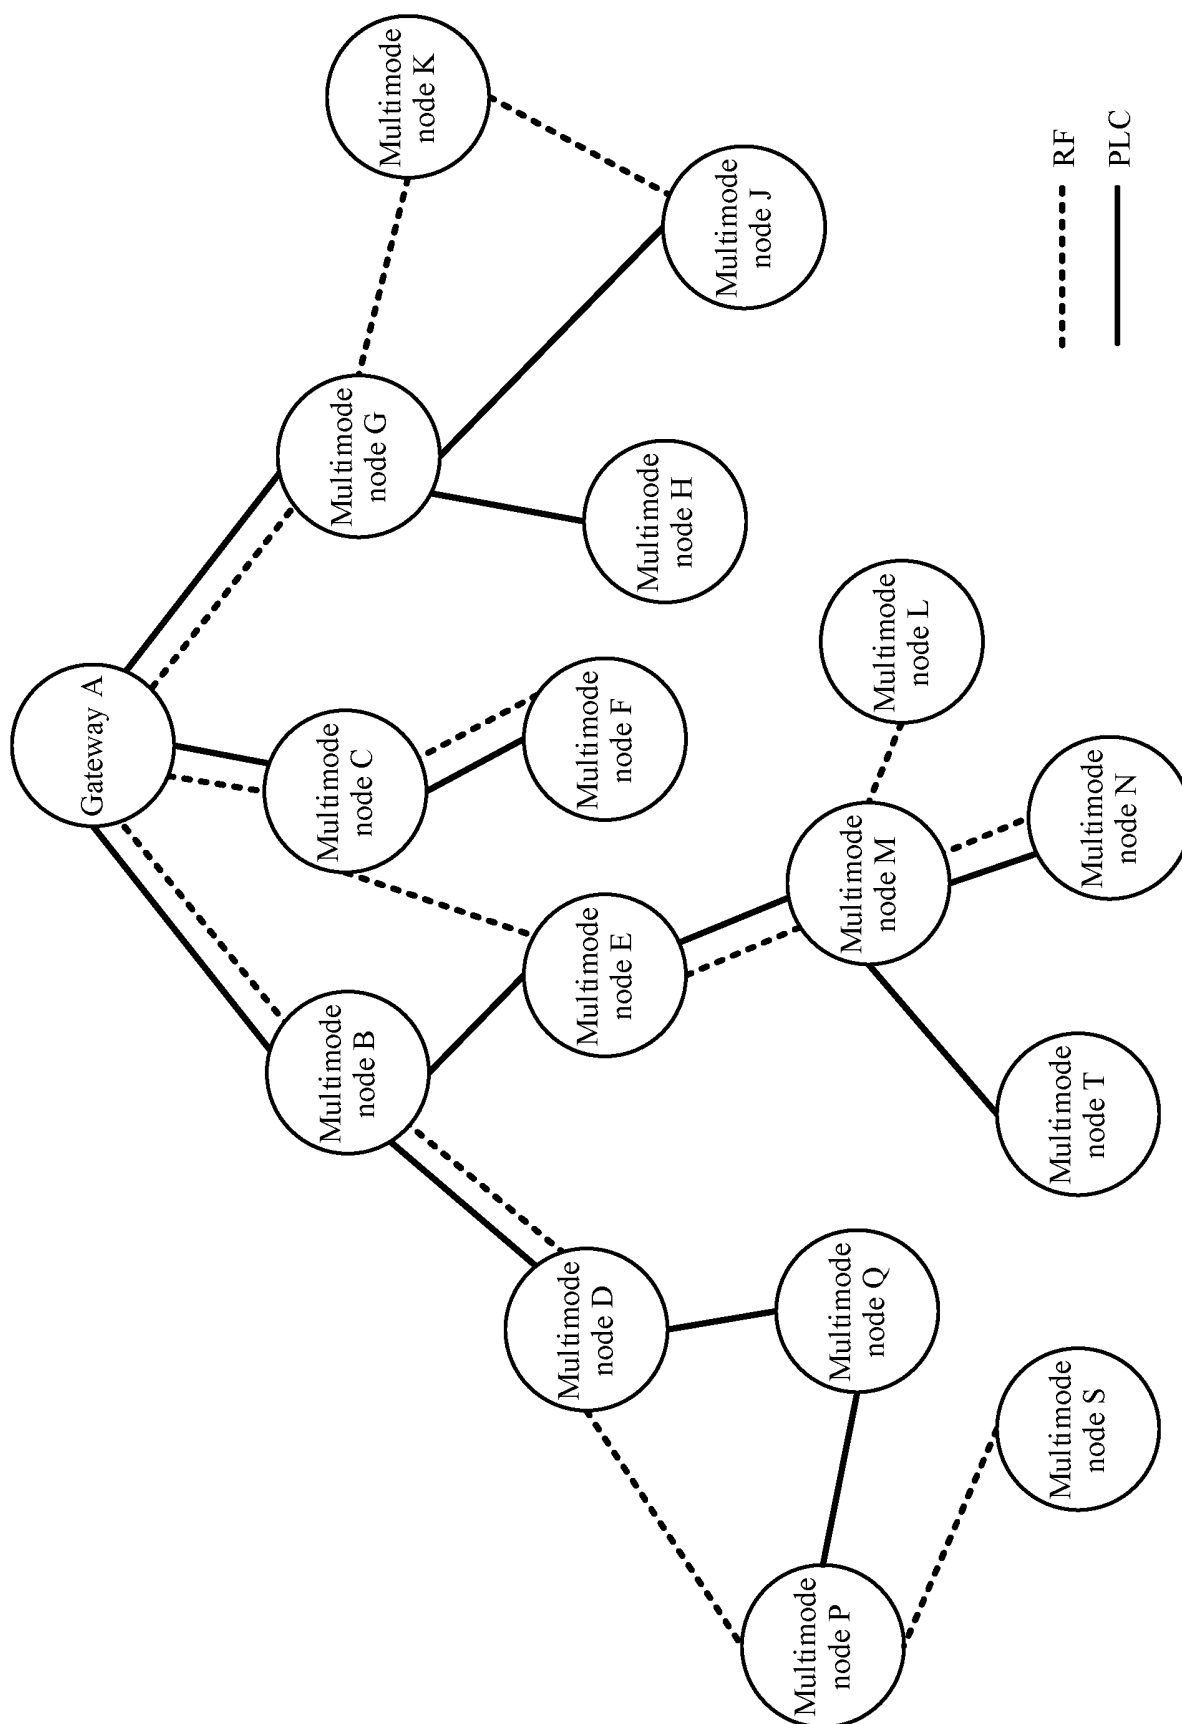 Gateway A
Multimode
node B
Multimode
node C
Multimode
node G
Multimode
node K
Multimode
node D
Multimode
node E
Multimode
node F
Multimode
node H
Multimode
node J
Multimode
node P
Multimode
node Q
Multimode
node M
Multimode
node L
Multimode
node S
Multimode
node T
Multimode
node N
RF
PLC